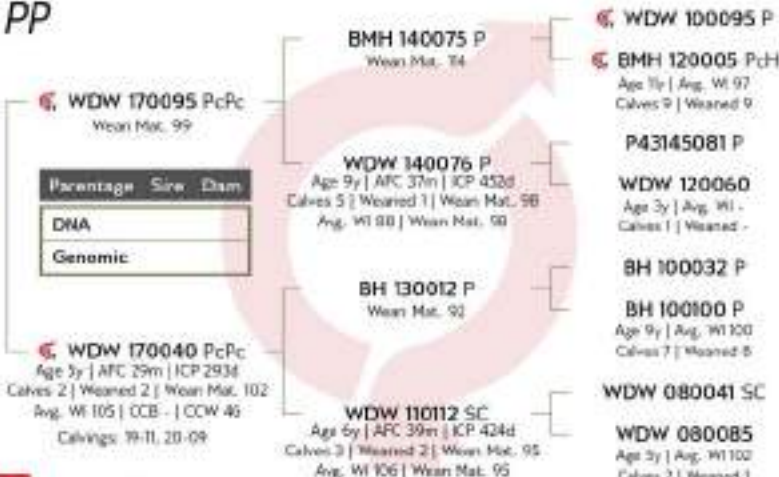 PP
WDW 170095 PcPc
Wean Mat. 99
Parentage Sire Dam
DNA
Genomic
WDW 170040 PcPc
Age 5y | AFC 29m | ICP 293d
Calves 2 | Weaned 2 | Wean Mat. 102
Avg. WI 105 | CCB - | CCW 46
Calvings: 19-11, 20-09
BMH 140075 P
Wean Mat. 114
WDW 140076 P
Age 9y | AFC 37m | ICP 452d
Calves 5 | Weaned 1 | Wean Mat. 98
Avg. WI 88 | Wean Mat. 98
BH 130012 P
Wean Mat. 92
WDW 110112 SC
Age 6y | AFC 39m | ICP 424d
Calves 3 | Weaned 2 | Wean Mat. 95
Avg. WI 106 | Wean Mat. 95
WDW 100095 P
BMH 120005 PcH
Age 11y | Avg. WI 97
Calves 9 | Weaned 9
P43145081 P
WDW 120060
Age 3y | Avg. WI -
Calves 1 | Weaned -
BH 100032 P
BH 100100 P
Age 9y | Avg. WI 100
Calves 7 | Weaned 8
WDW 080041 SC
WDW 080085
Age 5y | Avg. WI 102